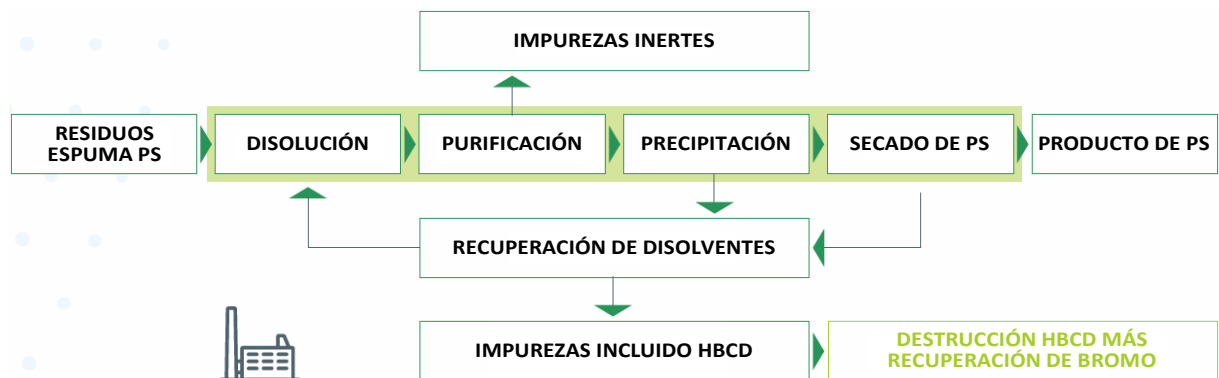 IMPUREZAS INERTES
RESIDUOS
ESPUMA PS
DISOLUCIÓN
PURIFICACIÓN
PRECIPITACIÓN
SECADO DE PS
PRODUCTO DE PS
RECUPERACIÓN DE DISOLVENTES
IMPUREZAS INCLUIDO HBCD
DESTRUCCIÓN HBCD MÁS
RECUPERACIÓN DE BROMO